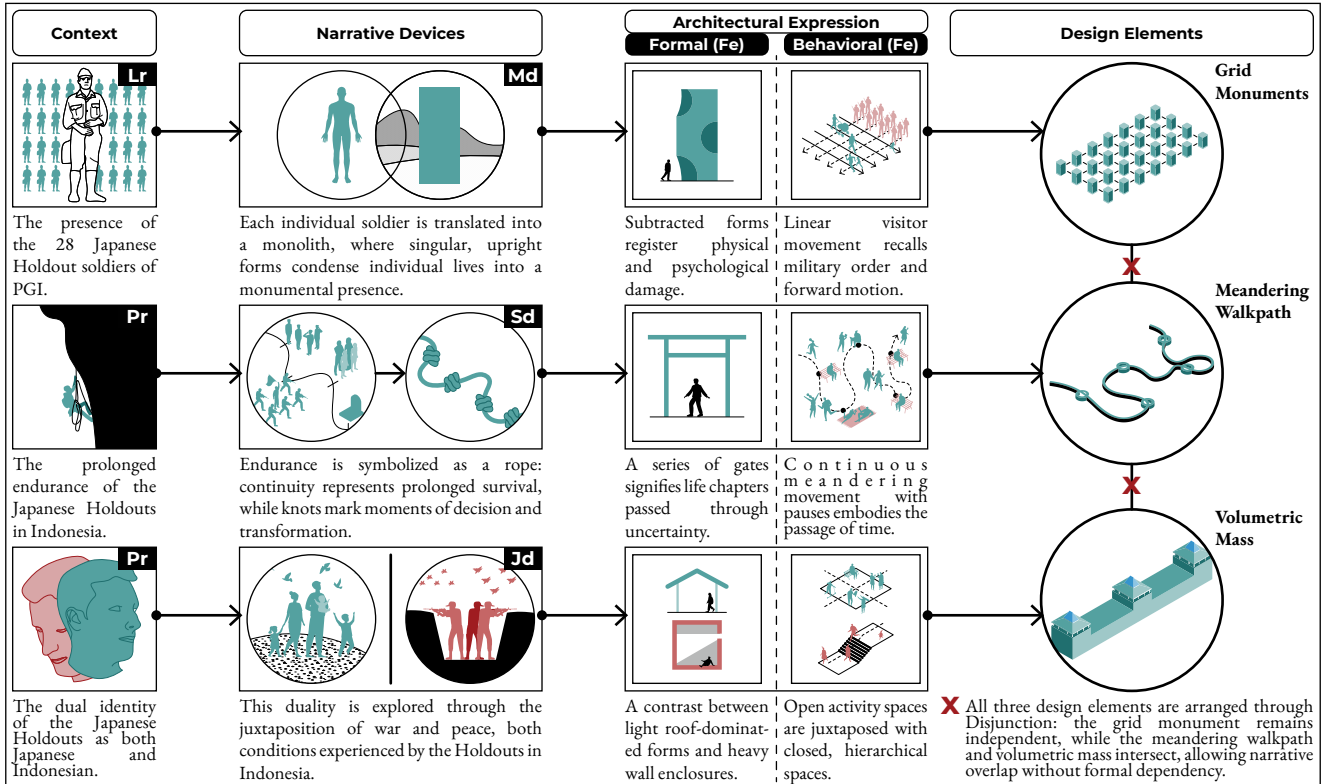 Context
Narrative Devices
Architectural Expression
Formal (Fe)
Behavioral (Fe)
Design Elements
Lr
The presence of
the 28 Japanese
Holdout soldiers of
PGI.
Md
Each individual soldier is translated into
a monolith, where singular, upright
forms condense individual lives into a
monumental presence.
Subtracted forms
register physical
and psychological
damage.
Linear visitor
movement recalls
military order and
forward motion.
Grid
Monuments
X
Pr
The prolonged
endurance of the
Japanese Holdouts
in Indonesia.
Sd
Endurance is symbolized as a rope:
continuity represents prolonged survival,
while knots mark moments of decision and
transformation.
A series of gates
signifies life chapters
passed through
uncertainty.
Continuous
meandering
movement with
pauses embodies the
passage of time.
Meandering
Walkpath
X
Pr
The dual identity
of the Japanese
Holdouts as both
Japanese and
Indonesian.
Jd
This duality is explored through the
juxtaposition of war and peace, both
conditions experienced by the Holdouts in
Indonesia.
A contrast between
light roof-dominat-
ed forms and heavy
wall enclosures.
Open activity spaces
are juxtaposed with
closed, hierarchical
spaces.
Volumetric
Mass
X All three design elements are arranged through
Disjunction: the grid monument remains
independent, while the meandering walkpath
and volumetric mass intersect, allowing narrative
overlap without formal dependency.